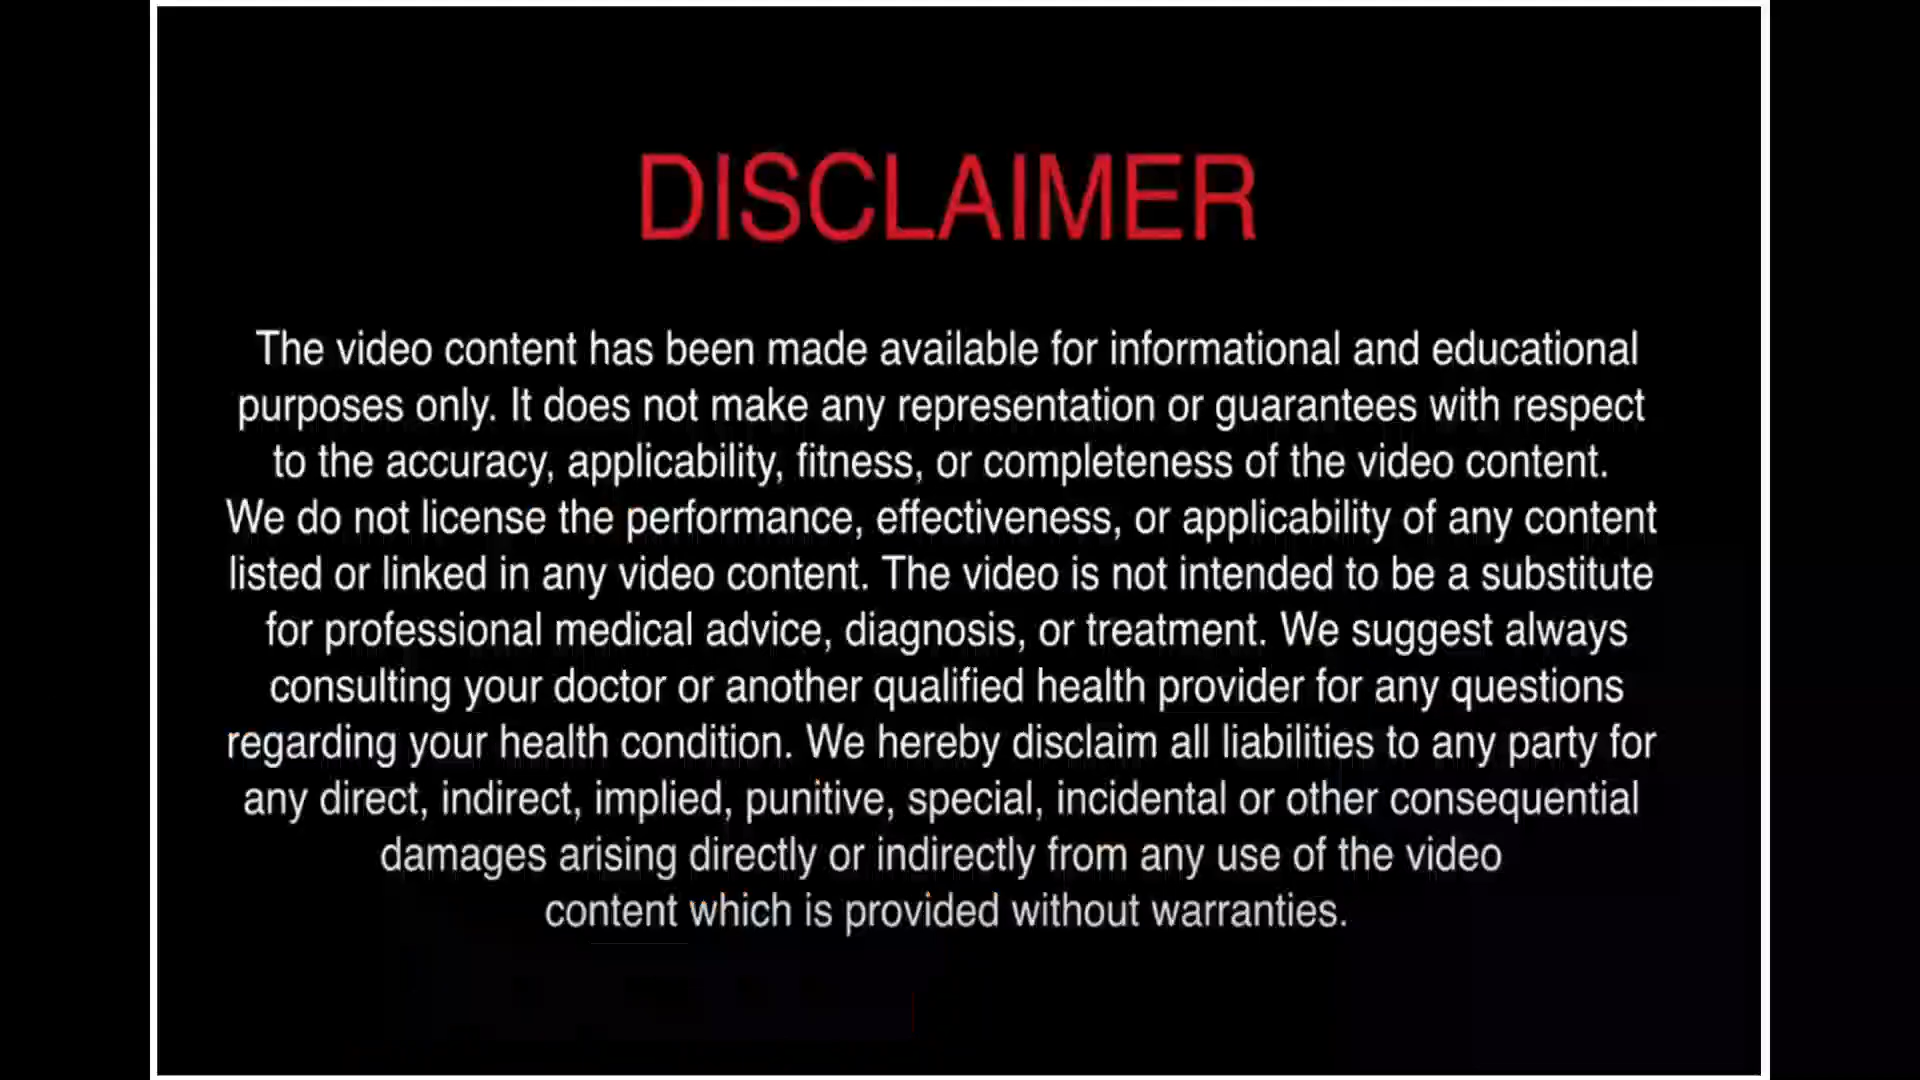 DISCLAIMER
The video content has been made available for informational and educational
purposes only. It does not make any representation or guarantees with respect
to the accuracy, applicability, fitness, or completeness of the video content.
We do not license the performance, effectiveness, or applicability of any content
listed or linked in any video content. The video is not intended to be a substitute
for professional medical advice, diagnosis, or treatment. We suggest always
consulting your doctor or another qualified health provider for any questions
regarding your health condition. We hereby disclaim all liabilities to any party for
any direct, indirect, implied, punitive, special, incidental or other consequential
damages arising directly or indirectly from any use of the video
content which is provided without warranties.